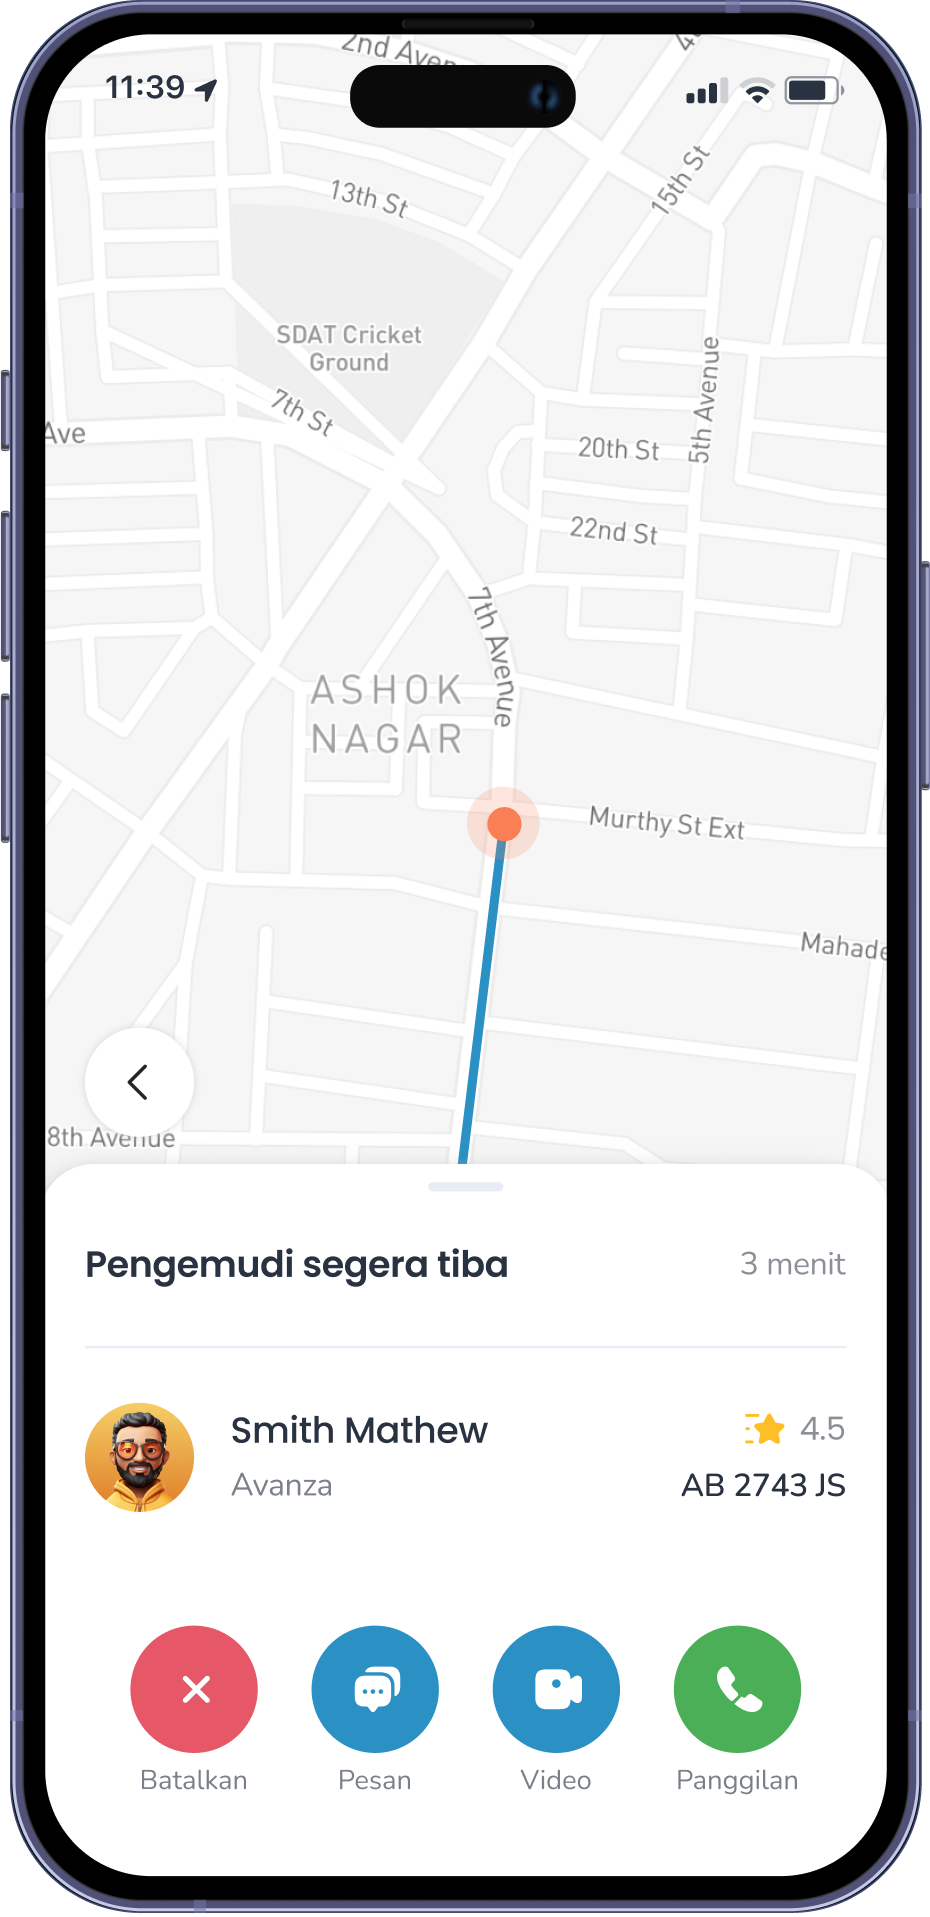 2nd Aven
11:39
15th St
13th St
SDAT Cricket
Ground
5th Avenue
7th St
Ave
20th St
22nd St
7th Avenue
ASHOK
NAGAR
Murthy St Ext
Mahade
8th Avenue
Pengemudi segera tiba
3 menit
Smith Mathew
4.5
Avanza
AB 2743 JS
Batalkan
Pesan
Video
Panggilan